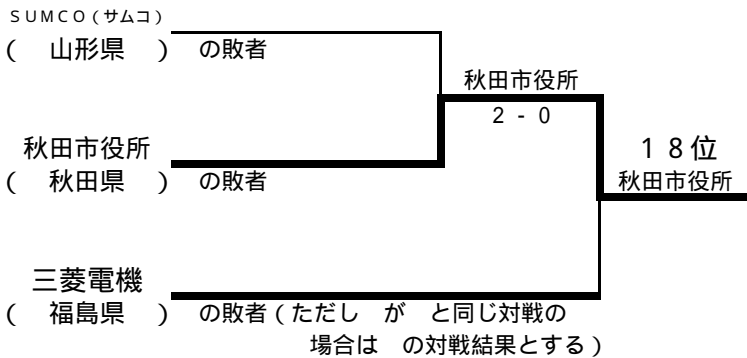 ＳＵＭＣＯ（サムコ）
（　山形県　）　の敗者
秋田市役所
２－０
秋田市役所
（　秋田県　）　の敗者
１８位
秋田市役所
三菱電機
（　福島県　）　の敗者（ただし　が　と同じ対戦の
場合は　の対戦結果とする）